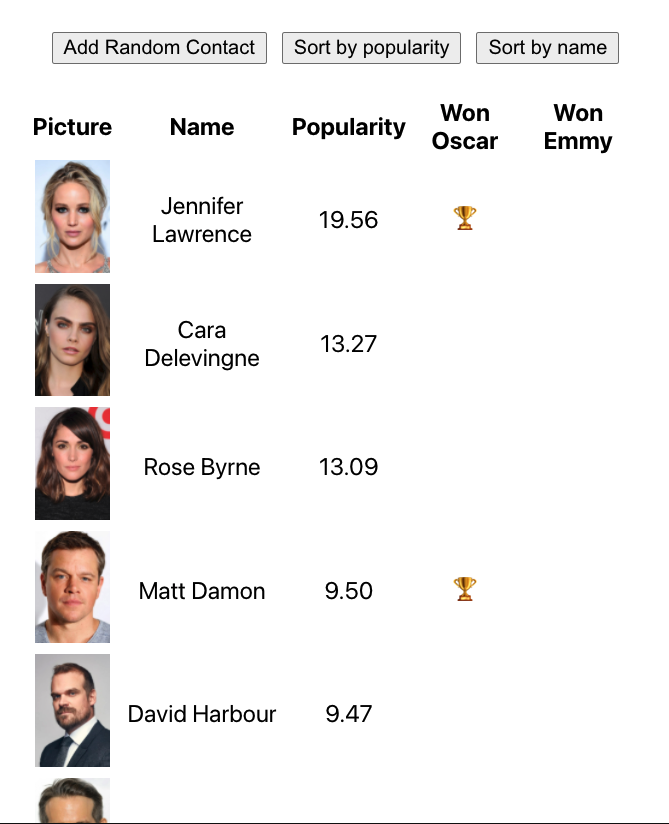 Add Random Contact Sort by popularity Sort by name
Picture Name Popularity Won Oscar Won Emmy
Jennifer Lawrence 19.56
Cara Delevingne 13.27
Rose Byrne 13.09
Matt Damon 9.50
David Harbour 9.47